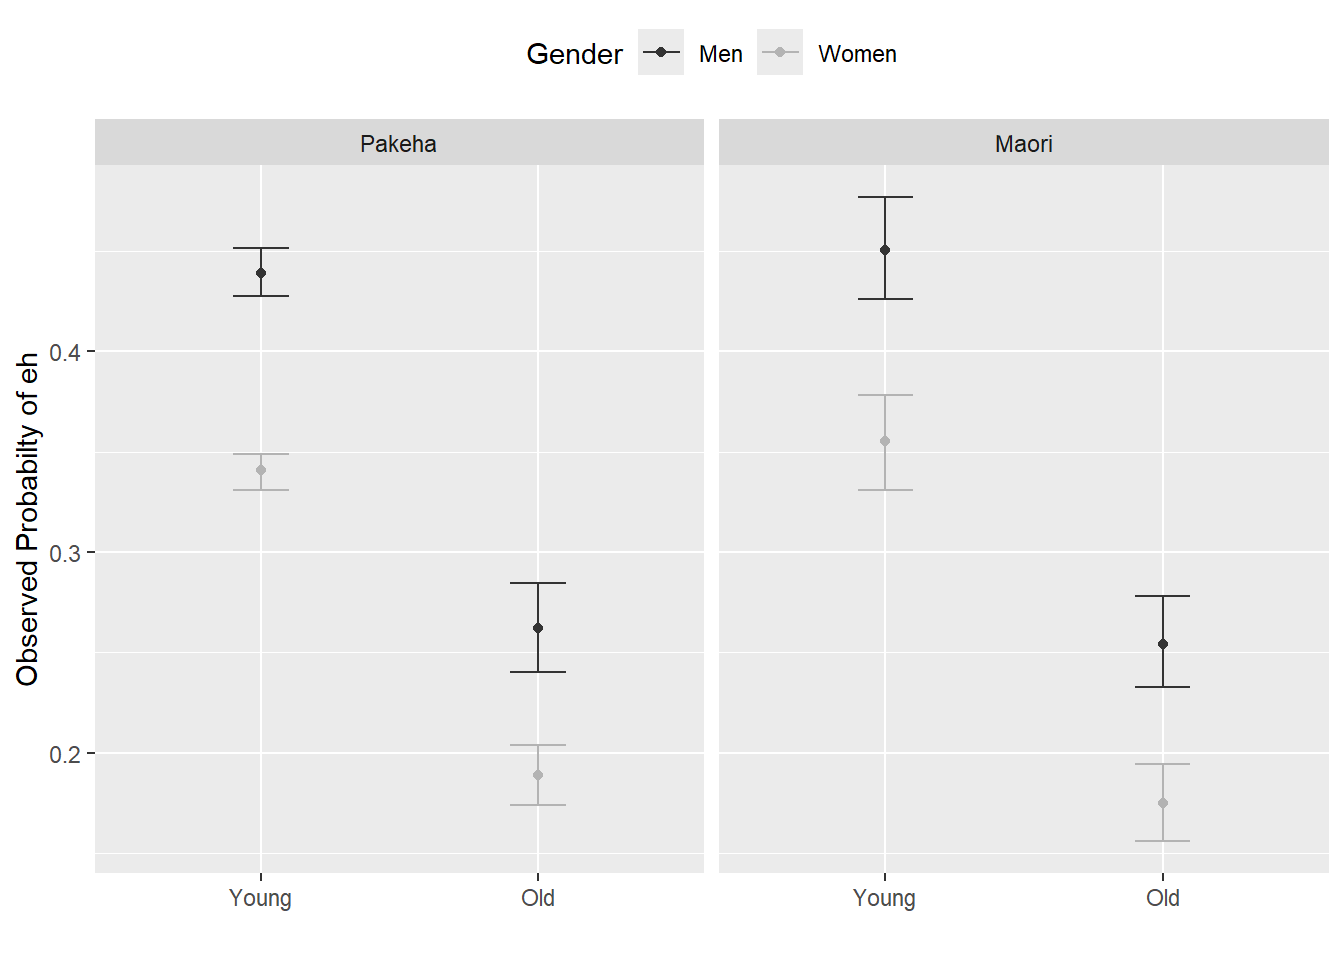 Gender Men Women
Pakeha Maori
Observed Probabilty of eh
0.4
0.3
0.2
Young Old Young Old